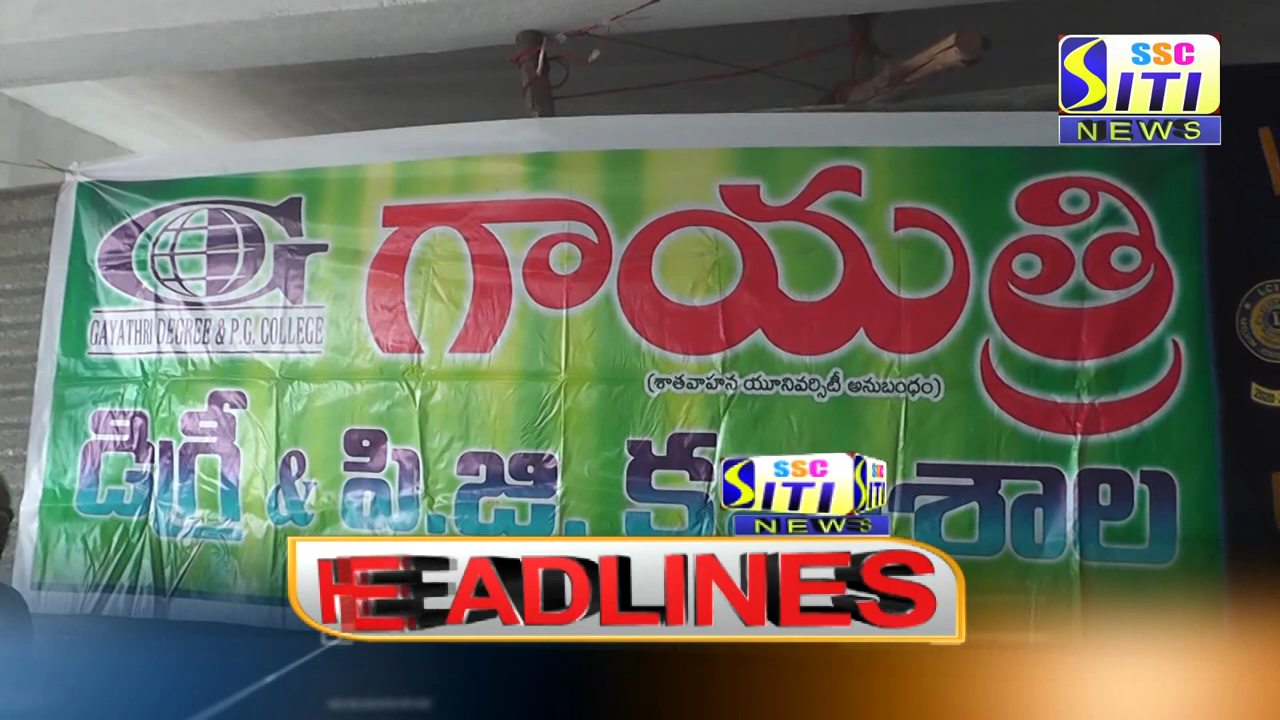 SSC
SITI
NEWS
గాయత్రి
GAYATHRI DEGREE & P.G. COLLEGE
(శాతవాహన యూనివర్సిటీ అనుబంధం)
డిగ్రీ & పి.జి.
SSC
SITI
NEWS
HEADLINES